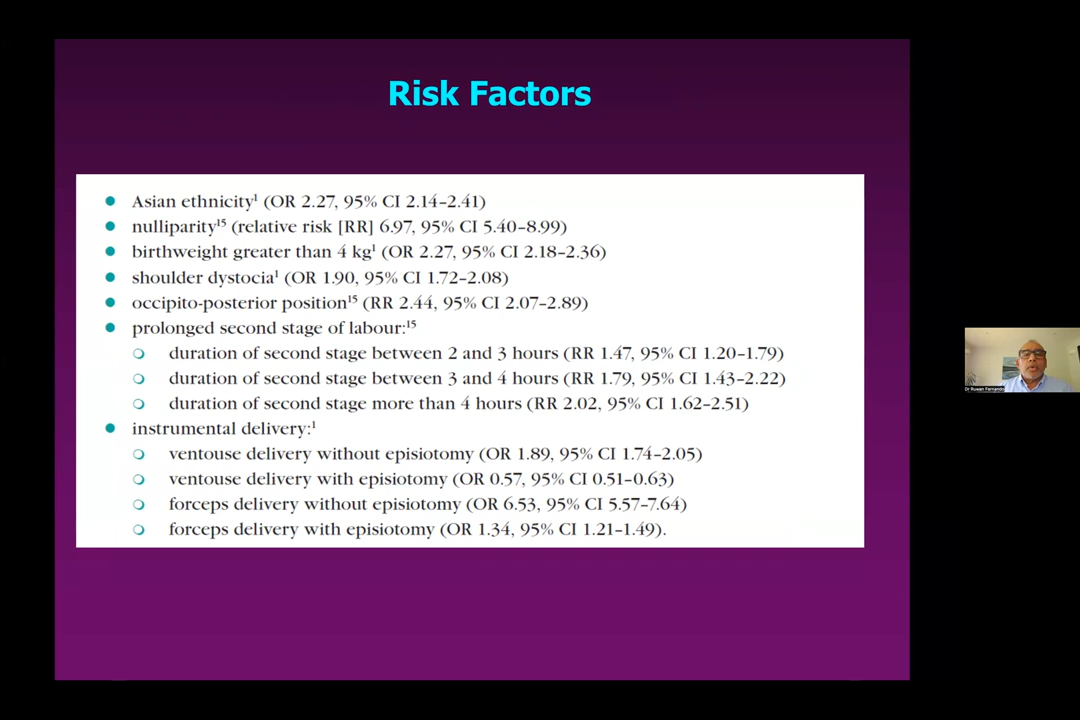 Risk Factors
Asian ethnicity¹ (OR 2.27, 95% CI 2.14–2.41)
nulliparity¹⁵ (relative risk [RR] 6.97, 95% CI 5.40–8.99)
birthweight greater than 4 kg¹ (OR 2.27, 95% CI 2.18–2.36)
shoulder dystocia¹ (OR 1.90, 95% CI 1.72–2.08)
occipito-posterior position¹⁵ (RR 2.44, 95% CI 2.07–2.89)
prolonged second stage of labour:¹⁵
duration of second stage between 2 and 3 hours (RR 1.47, 95% CI 1.20–1.79)
duration of second stage between 3 and 4 hours (RR 1.79, 95% CI 1.43–2.22)
duration of second stage more than 4 hours (RR 2.02, 95% CI 1.62–2.51)
instrumental delivery:¹
ventouse delivery without episiotomy (OR 1.89, 95% CI 1.74–2.05)
ventouse delivery with episiotomy (OR 0.57, 95% CI 0.51–0.63)
forceps delivery without episiotomy (OR 6.53, 95% CI 5.57–7.64)
forceps delivery with episiotomy (OR 1.34, 95% CI 1.21–1.49).
Dr Ruwan Fernando